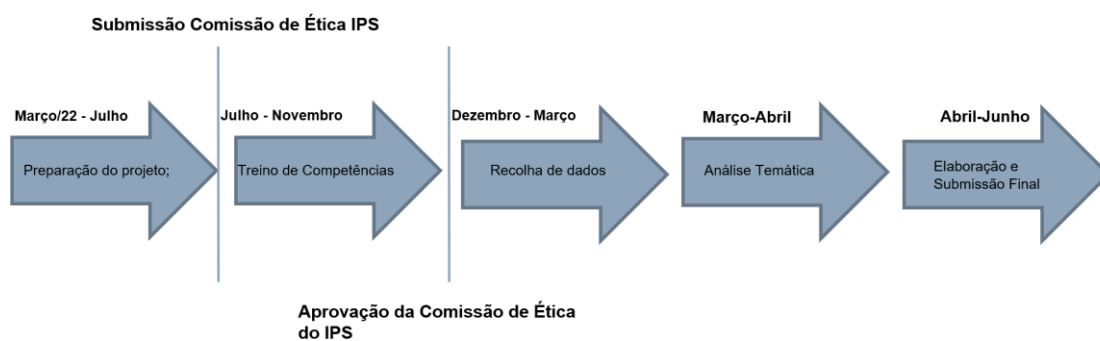 Submissão Comissão de Ética IPS
Março/22 - Julho
Julho - Novembro
Dezembro - Março
Março-Abril
Abril-Junho
Preparação do projeto;
Treino de Competências
Recolha de dados
Análise Temática
Elaboração e
Submissão Final
Aprovação da Comissão de Ética
do IPS